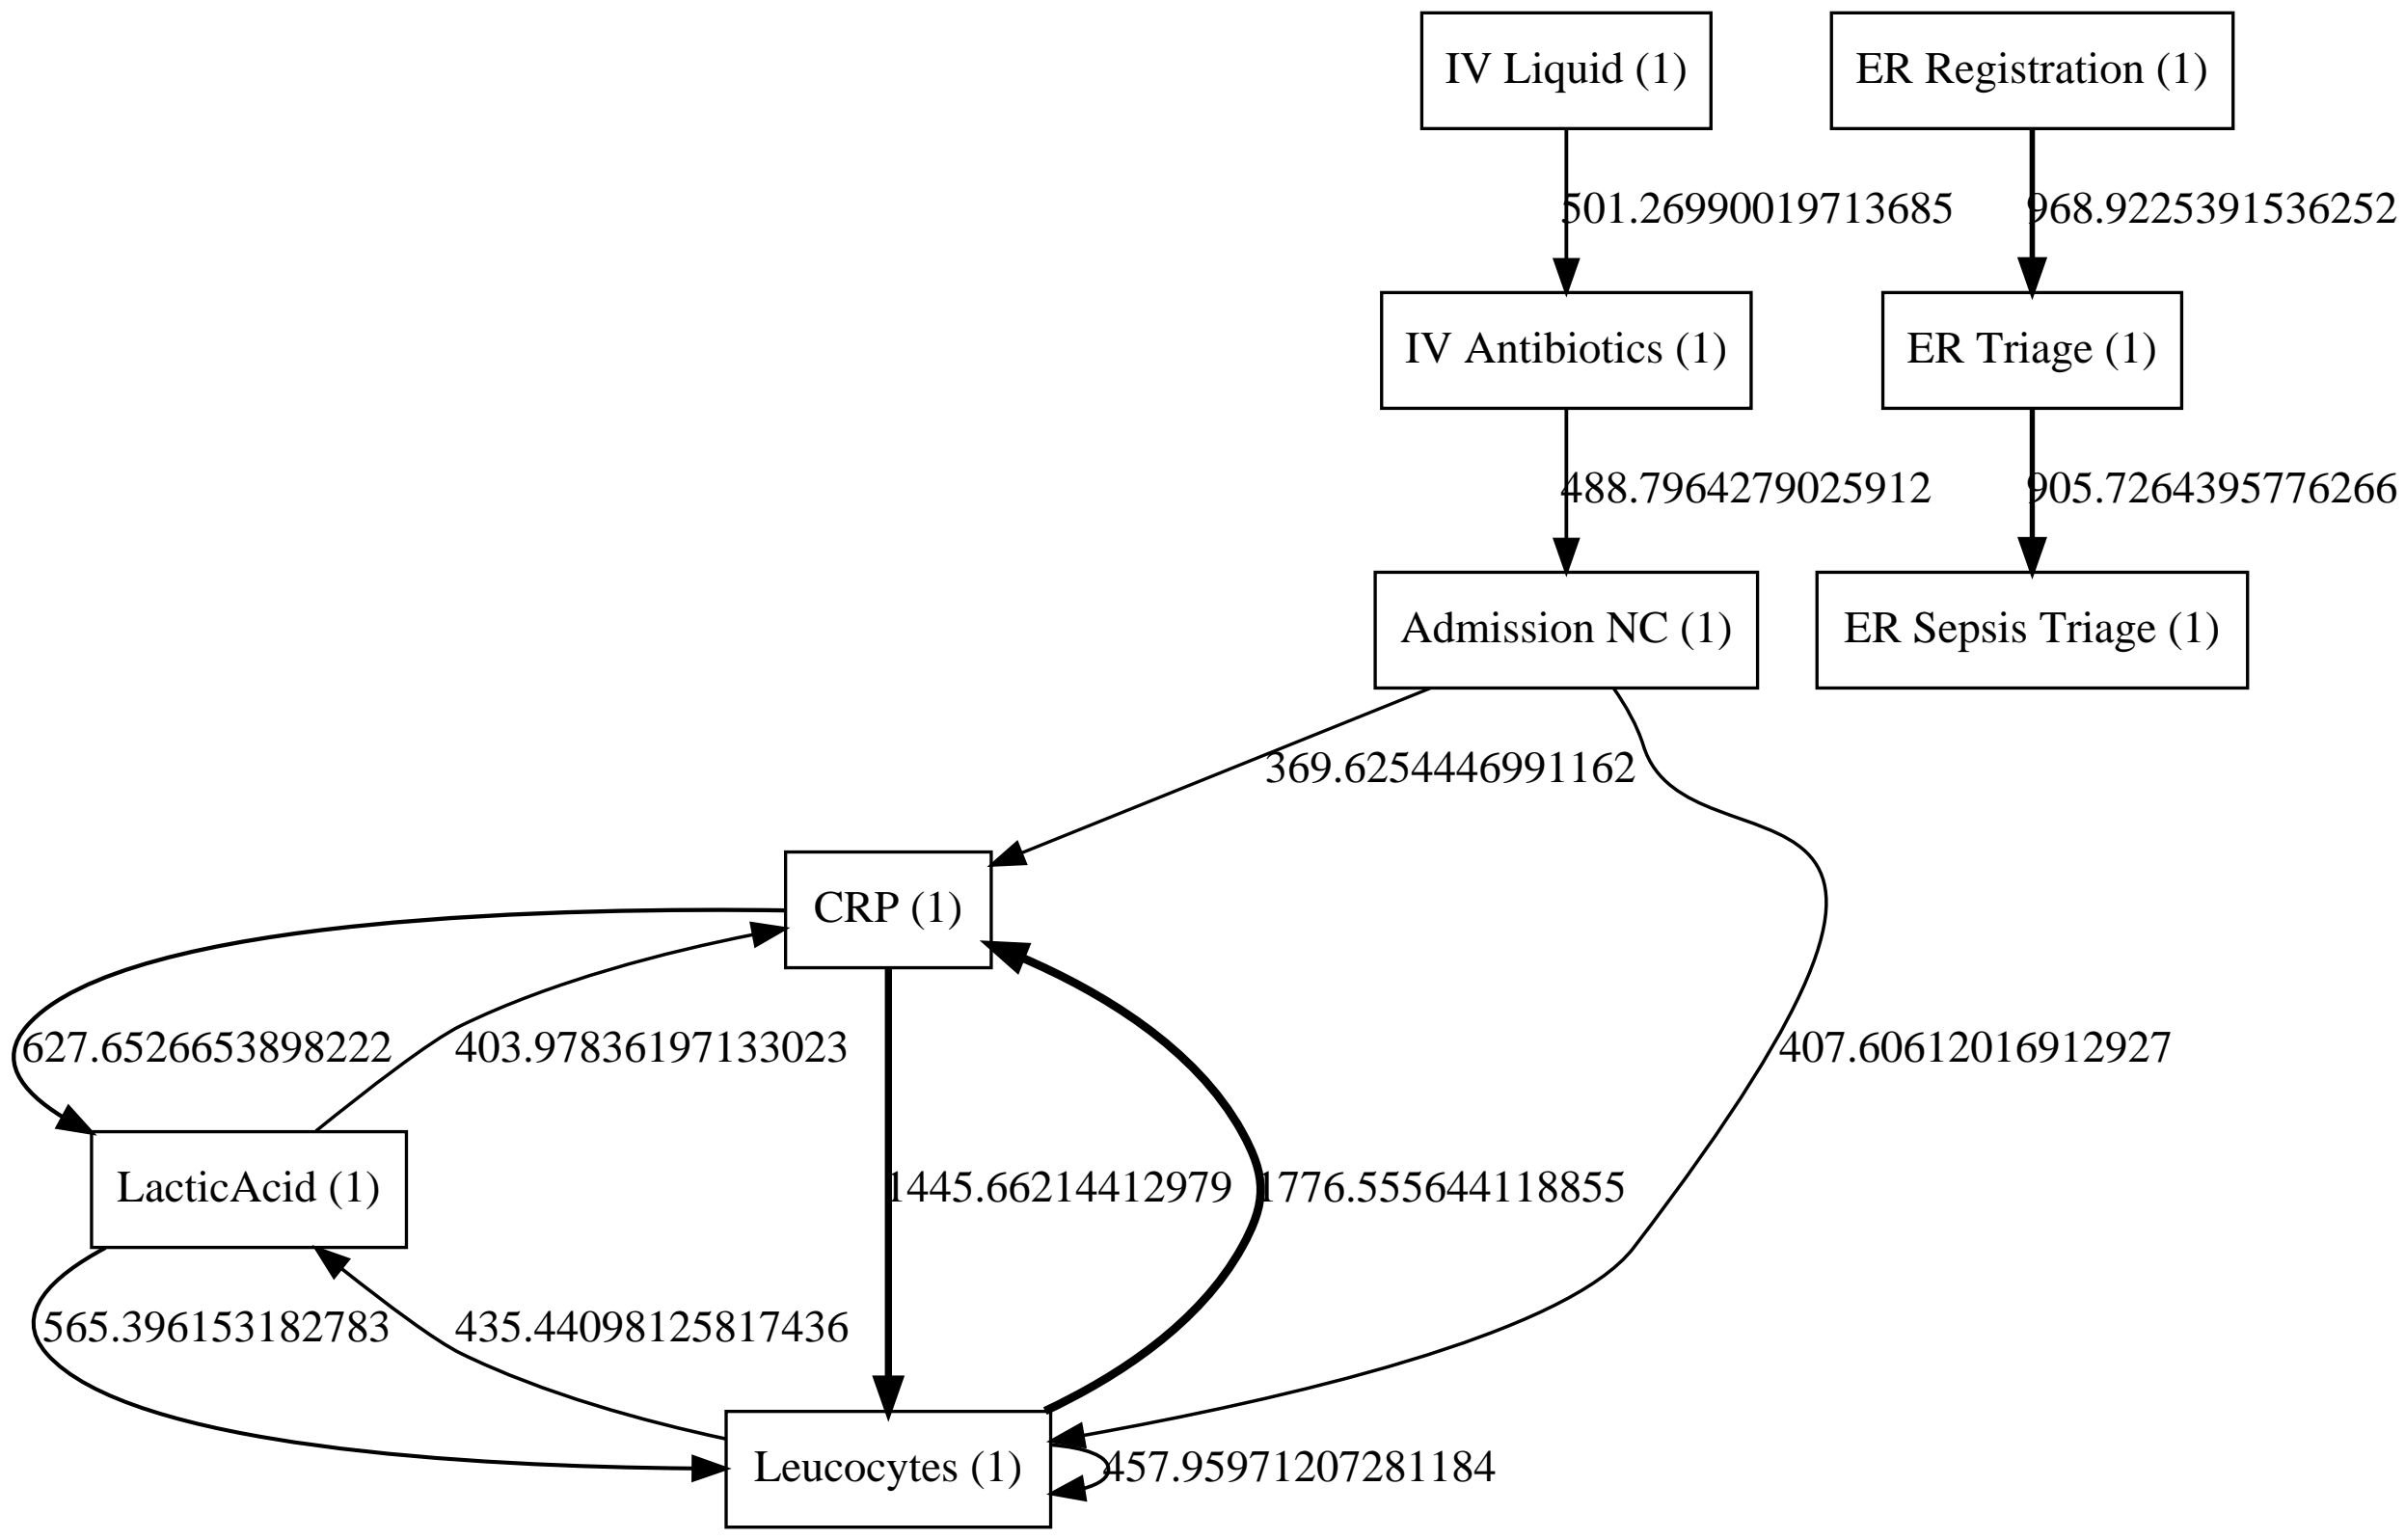 IV Liquid (1)
ER Registration (1)
501.26990019713685
968.9225391536252
IV Antibiotics (1)
ER Triage (1)
488.7964279025912
905.7264395776266
Admission NC (1)
ER Sepsis Triage (1)
369.6254446991162
CRP (1)
627.6526653898222
403.97836197133023
407.60612016912927
LacticAcid (1)
1445.66214412979
1776.555644118855
565.396153182783
435.44098125817436
Leucocytes (1)
457.95971207281184